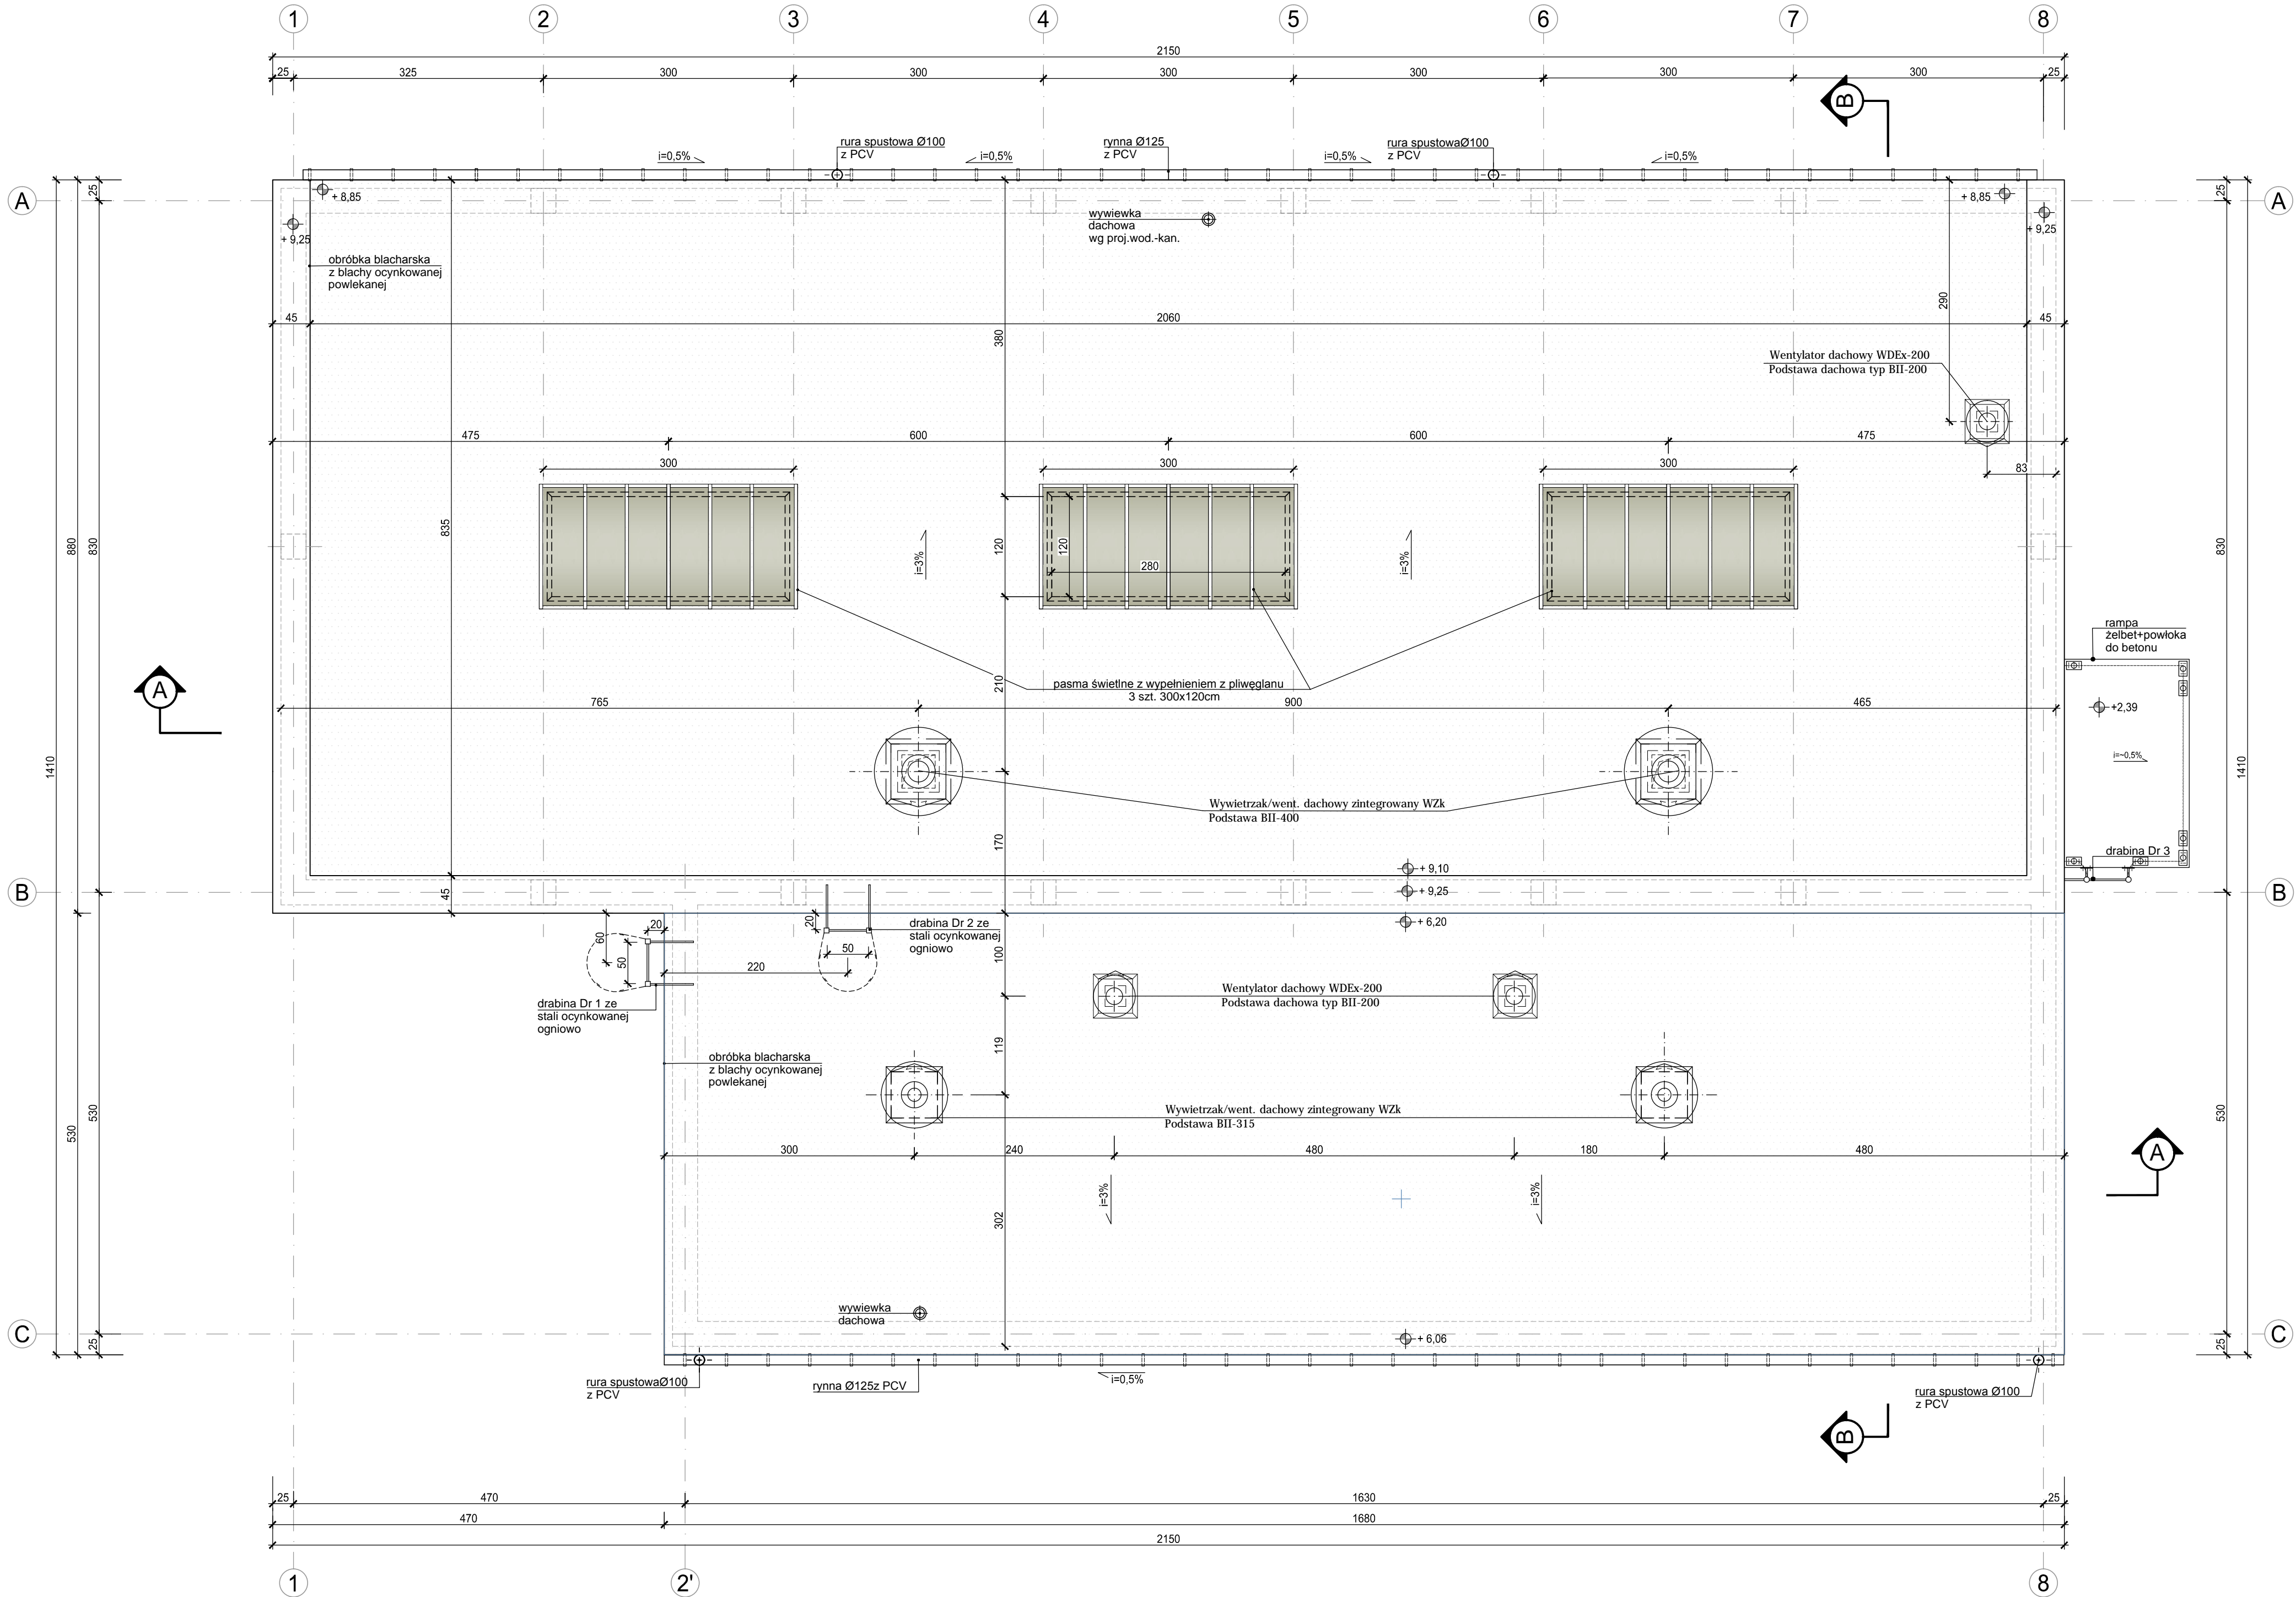 1 2 3 4 5 6 7 8
2150
25 325 300 300 300 300 300 300 25
B
i=0,5%
rura spustowa Ø100
z PCV
i=0,5%
rynna Ø125
z PCV
i=0,5%
rura spustowaØ100
z PCV
i=0,5%
A
25
+ 8,85
+ 9,25
wywiewka
dachowa
wg proj.wod.-kan.
+ 8,85
+ 9,25
25
A
obróbka blacharska
z blachy ocynkowanej
powlekanej
290
45 2060 45
380
Wentylator dachowy WDEx-200
Podstawa dachowa typ BII-200
475 600 600 475
300 300 300
83
1410
880
830
835
i=3%
120
120
280
i=3%
830
1410
rampa
żelbet+powłoka
do betonu
A
210
pasma świetlne z wypełnieniem z pliwęglanu
3 szt. 300x120cm
765 900 465
+2,39
i=~0,5%
Wywietrzak/went. dachowy zintegrowany WZk
Podstawa BII-400
170
drabina Dr 3
+ 9,10
B
45
+ 9,25
B
20
60
50
20
50
drabina Dr 2 ze
stali ocynkowanej
ogniowo
+ 6,20
100
220
drabina Dr 1 ze
stali ocynkowanej
ogniowo
Wentylator dachowy WDEx-200
Podstawa dachowa typ BII-200
119
obróbka blacharska
z blachy ocynkowanej
powlekanej
530
530
Wywietrzak/went. dachowy zintegrowany WZk
Podstawa BII-315
530
300 240 480 180 480
A
i=3%
i=3%
302
wywiewka
dachowa
C
25
+ 6,06
25
C
rura spustowaØ100
z PCV
rynna Ø125z PCV
i=0,5%
rura spustowa Ø100
z PCV
B
25 470 1630 25
470 1680
2150
1 2' 8